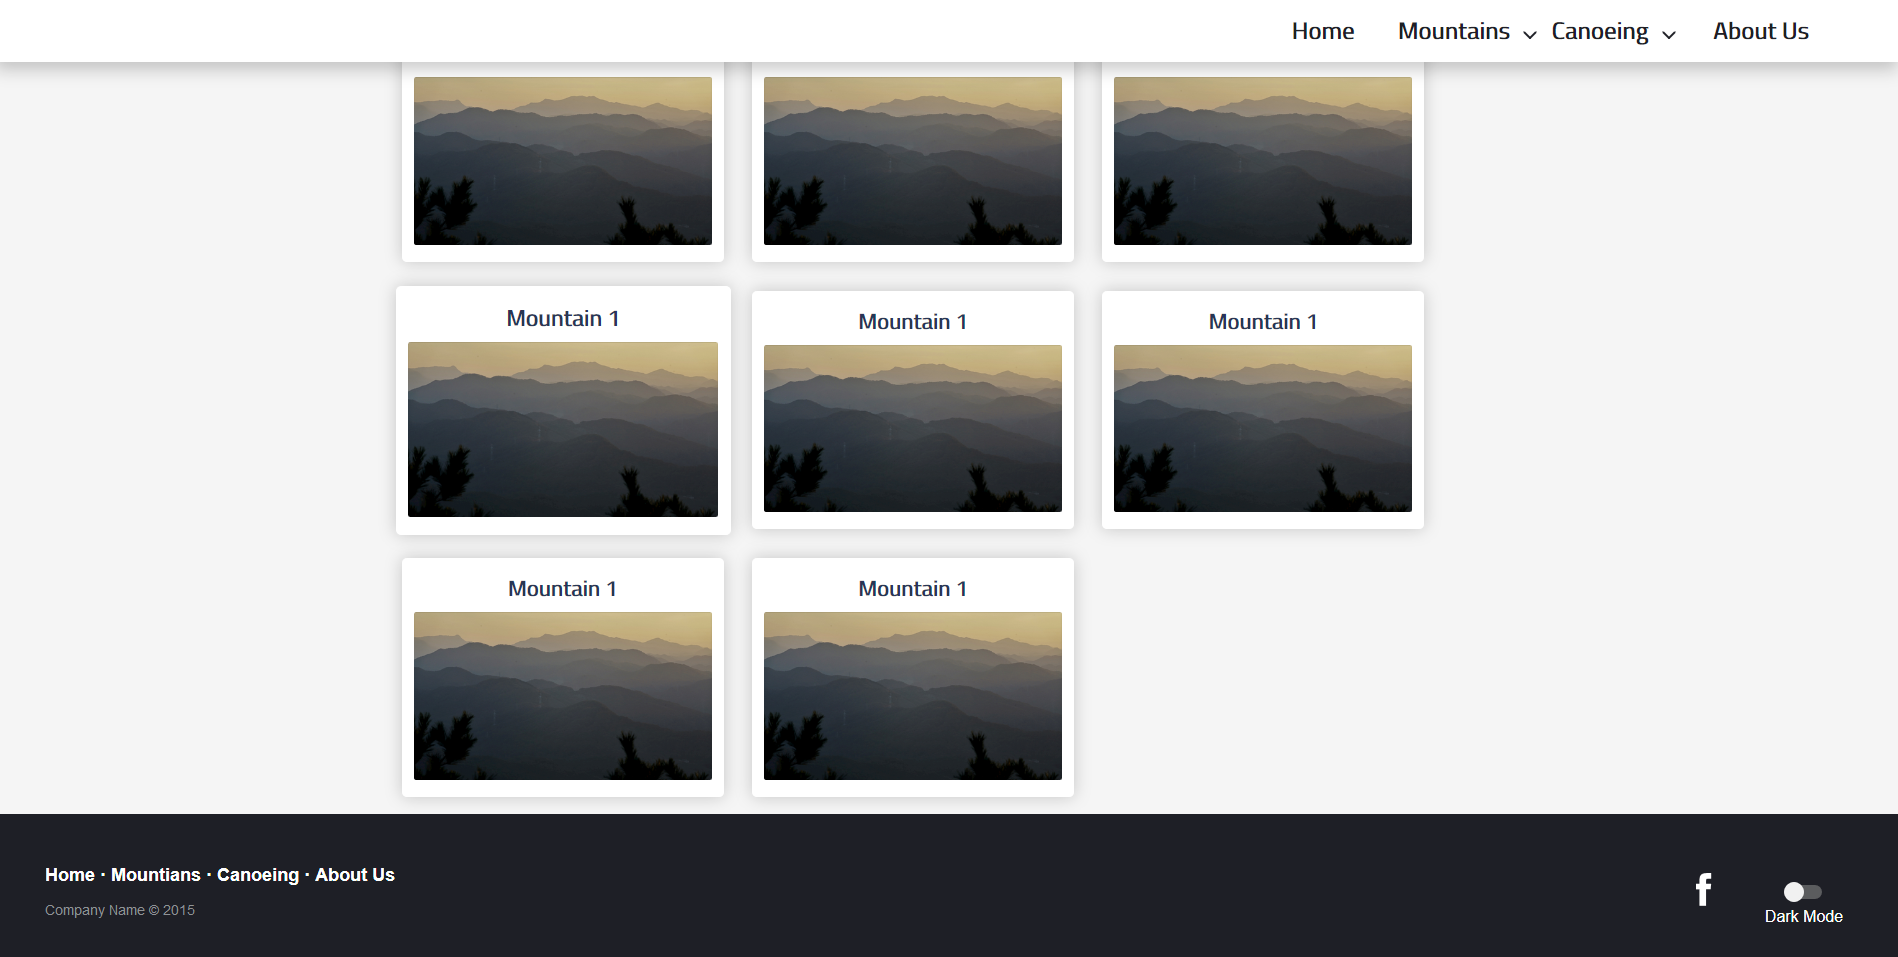 Home Mountains Canoeing About Us
Mountain 1 Mountain 1 Mountain 1
Mountain 1 Mountain 1
Home · Mountians · Canoeing · About Us
Company Name © 2015
Dark Mode